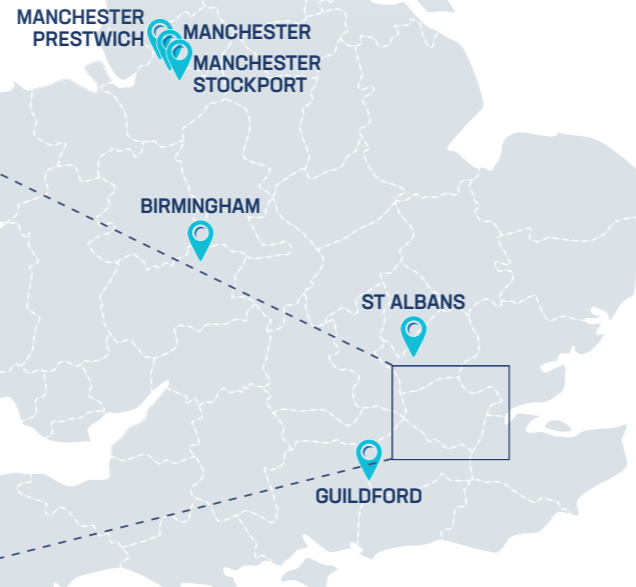 MANCHESTER
PRESTWICH
MANCHESTER
MANCHESTER
STOCKPORT
BIRMINGHAM
ST ALBANS
GUILDFORD